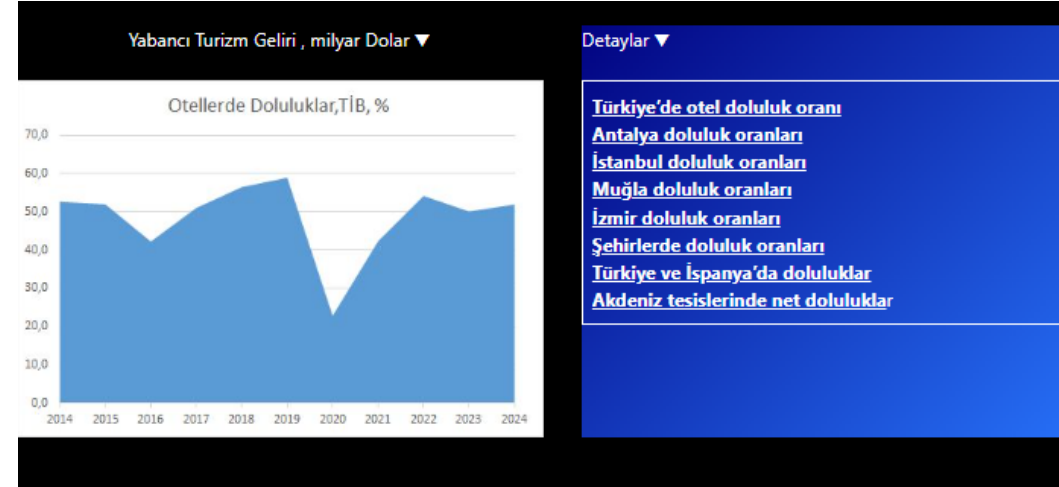 Yabancı Turizm Geliri , milyar Dolar ▼
Otellerde Doluluklar,TİB, %
70,0
60,0
50,0
40,0
30,0
20,0
10,0
0,0
2014 2015 2016 2017 2018 2019 2020 2021 2022 2023 2024
Detaylar ▼
Türkiye’de otel doluluk oranı
Antalya doluluk oranları
İstanbul doluluk oranları
Muğla doluluk oranları
İzmir doluluk oranları
Şehirlerde doluluk oranları
Türkiye ve İspanya’da doluluklar
Akdeniz tesislerinde net doluluklar